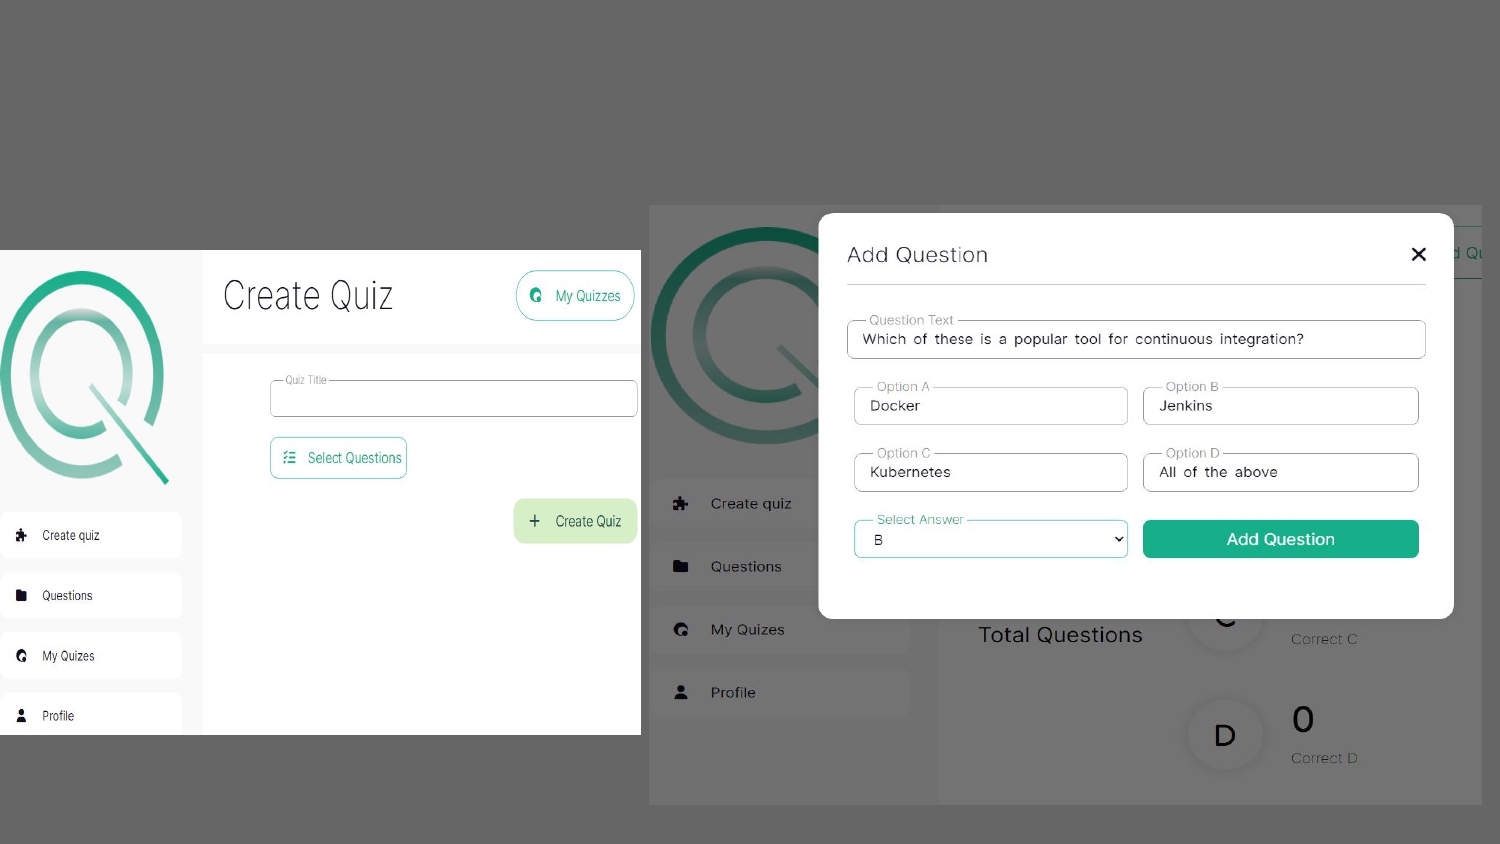 Create Quiz
My Quizzes
Quiz Title
Select Questions
Create Quiz
Create quiz
Questions
My Quizes
Profile
Add Question
Question Text
Which of these is a popular tool for continuous integration?
Option A
Docker
Option B
Jenkins
Option C
Kubernetes
Option D
All of the above
Select Answer
B
Add Question
Create quiz
Questions
My Quizes
Profile
Total Questions
Correct C
D
0
Correct D